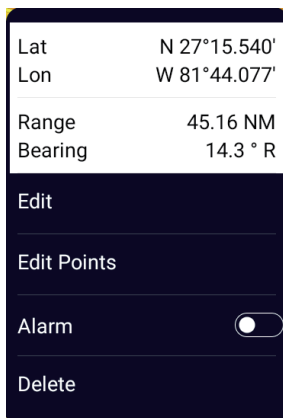 Lat N 27°15.540'
Lon W 81°44.077'
Range 45.16 NM
Bearing 14.3 ° R
Edit
Edit Points
Alarm
Delete